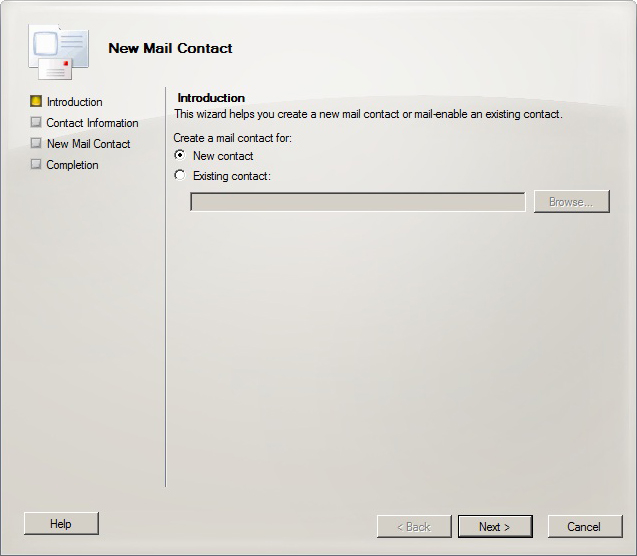 New Mail Contact
Introduction
Contact Information
New Mail Contact
Completion
Introduction
This wizard helps you create a new mail contact or mail-enable an existing contact.
Create a mail contact for:
New contact
Existing contact:
Browse...
Help
< Back
Next >
Cancel